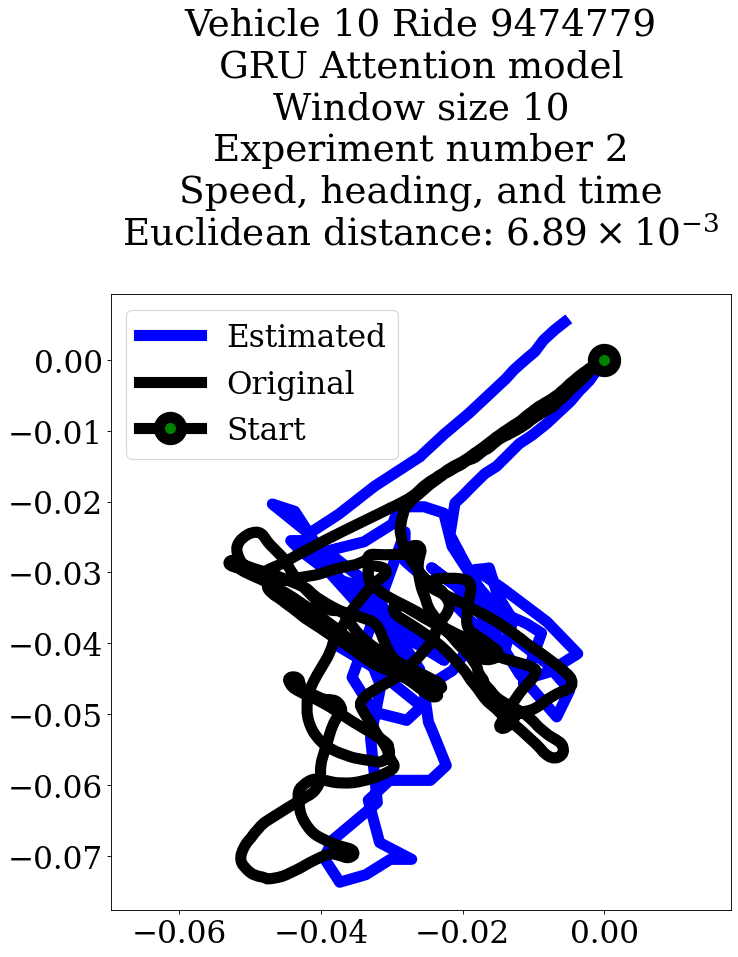 Vehicle 10 Ride 9474779
GRU Attention model
Window size 10
Experiment number 2
Speed, heading, and time
Euclidean distance: 6.89 × 10⁻³
Estimated
Original
Start
0.00
−0.01
−0.02
−0.03
−0.04
−0.05
−0.06
−0.07
−0.06 −0.04 −0.02 0.00